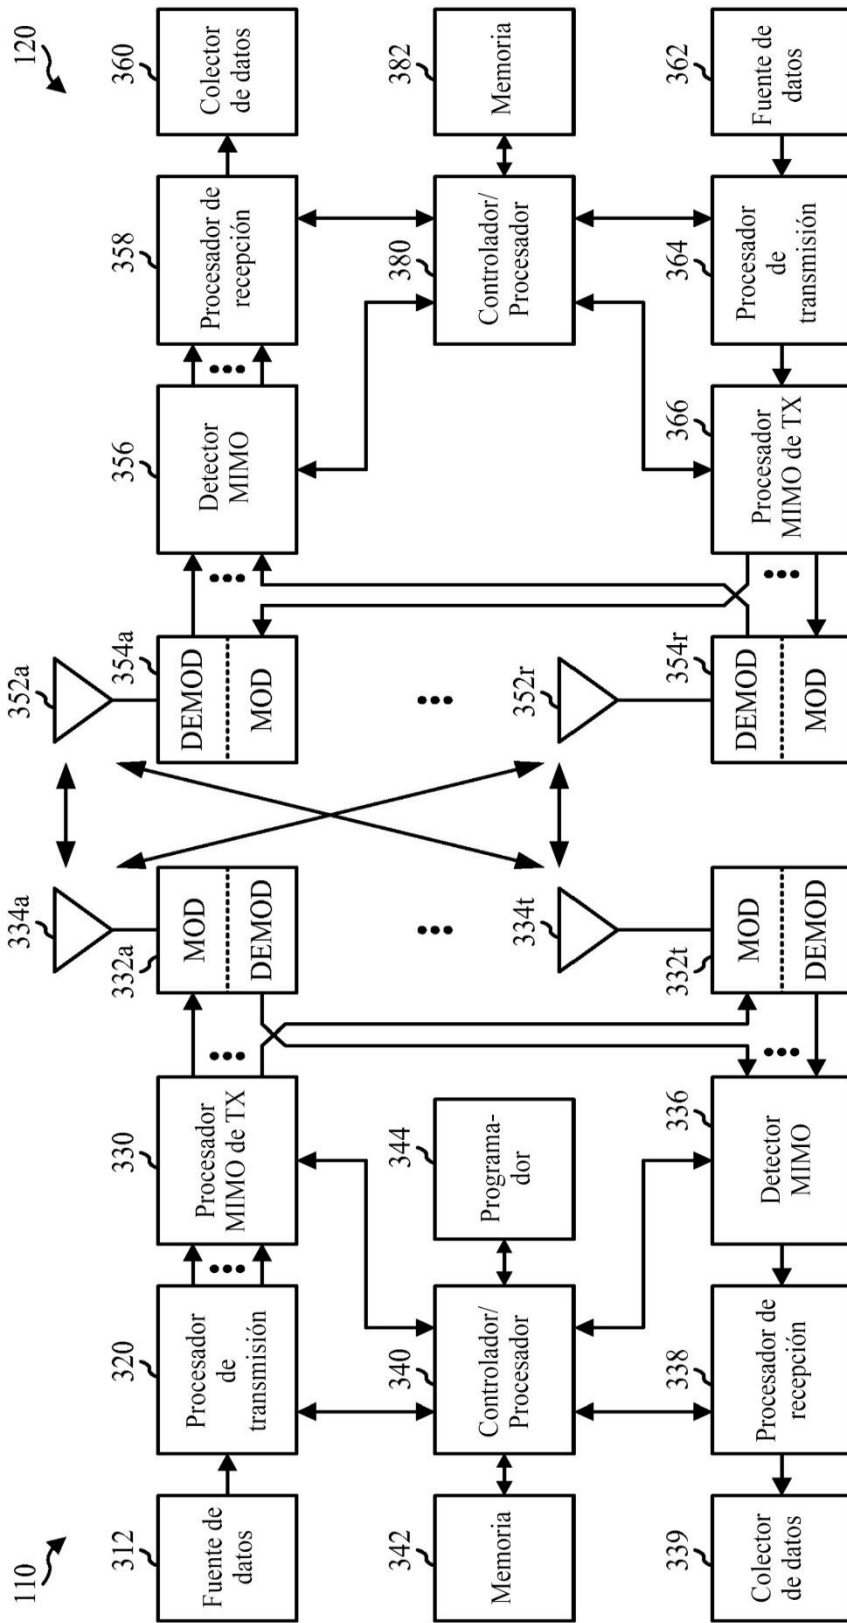 110
312
Fuente de
datos
320
Procesador
de
transmisión
330
Procesador
MIMO de TX
332a
MOD
DEMOD
334a
352a
354a
DEMOD
MOD
356
Detector
MIMO
358
Procesador de
recepción
360
Colector
de datos
120
342
Memoria
340
Controlador/
Procesador
344
Programa-
dor
334t
352r
380
Controlador/
Procesador
382
Memoria
339
Colector
de datos
338
Procesador de
recepción
336
Detector
MIMO
332t
MOD
DEMOD
354r
DEMOD
MOD
366
Procesador
MIMO de TX
364
Procesador
de
transmisión
362
Fuente de
datos